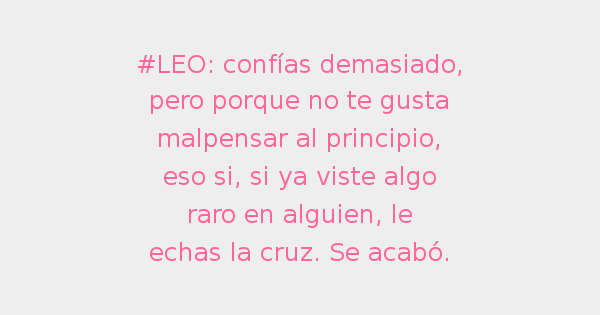 #LEO: confías demasiado,
pero porque no te gusta
malpensar al principio,
eso si, si ya viste algo
raro en alguien, le
echas la cruz. Se acabó.